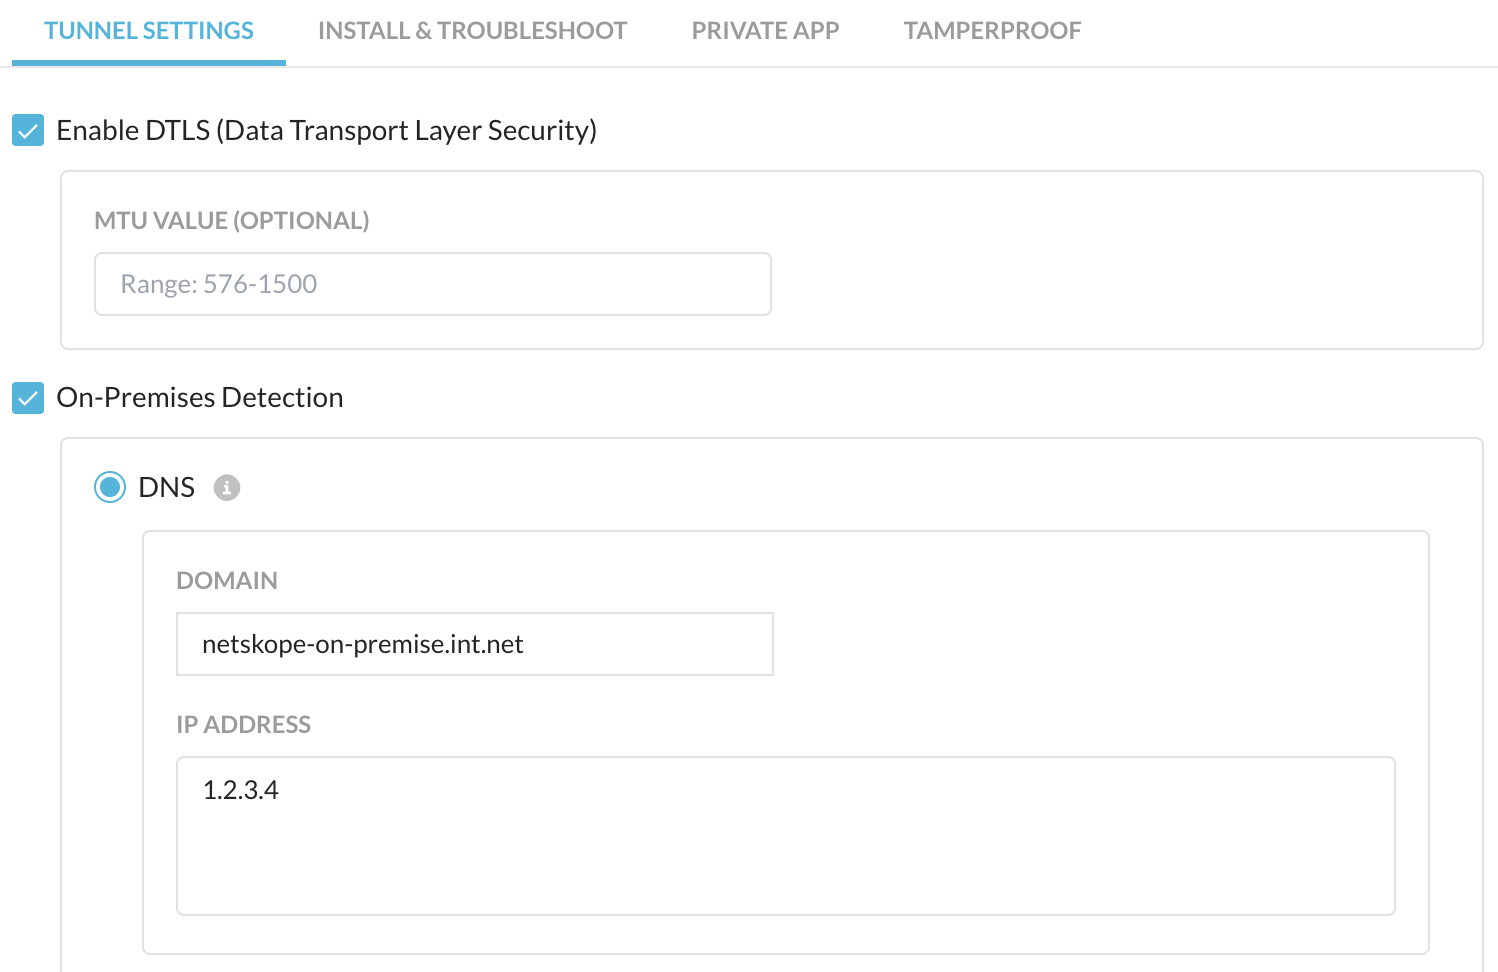 TUNNEL SETTINGS INSTALL & TROUBLESHOOT PRIVATE APP TAMPERPROOF
Enable DTLS (Data Transport Layer Security)
MTU VALUE (OPTIONAL)
Range: 576-1500
On-Premises Detection
DNS
DOMAIN
netskope-on-premise.int.net
IP ADDRESS
1.2.3.4